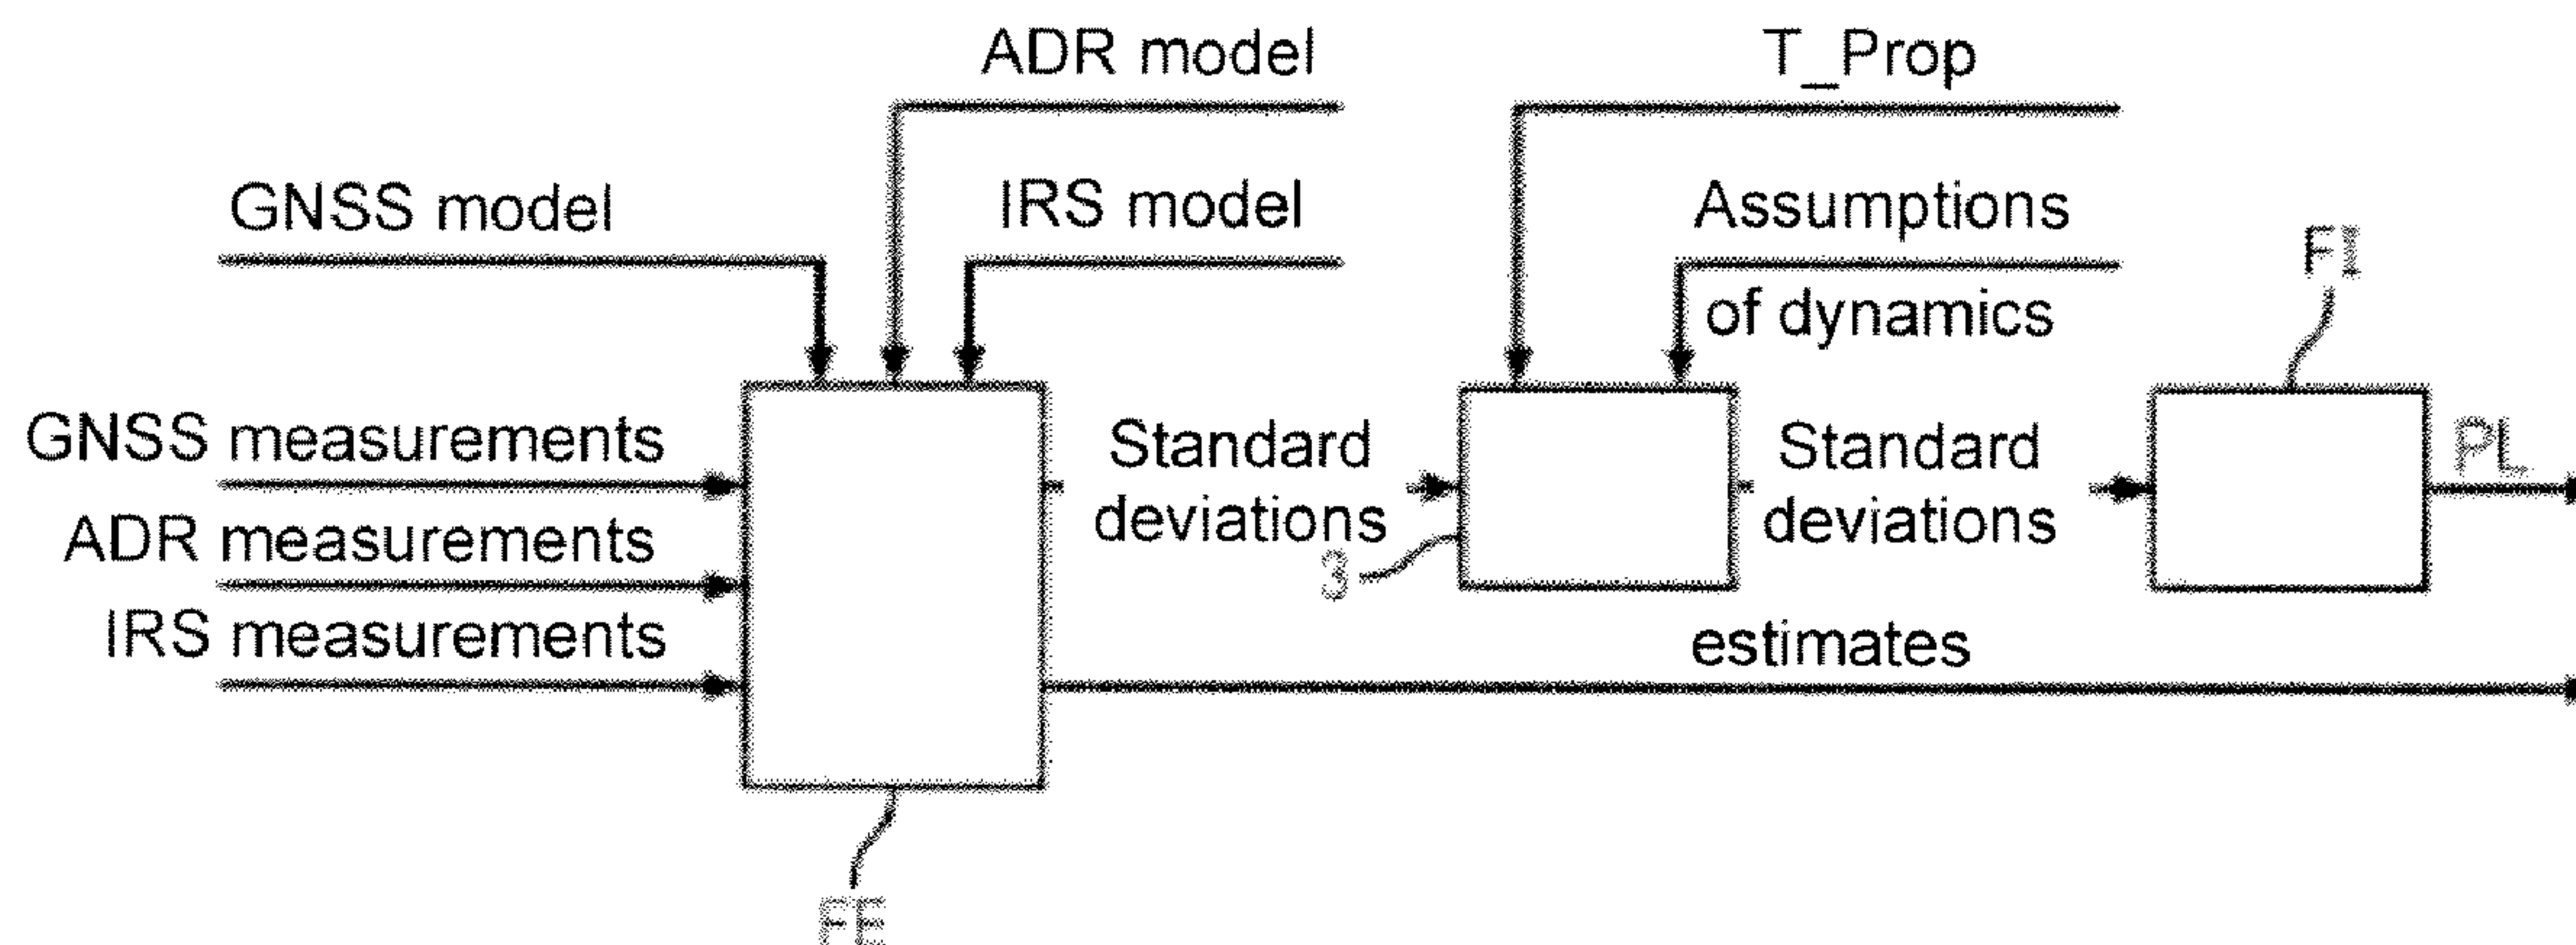 ADR model
T_Prop
GNSS model
IRS model
Assumptions
of dynamics
FI
GNSS measurements
ADR measurements
IRS measurements
Standard
deviations
3
Standard
deviations
PL
estimates
FE